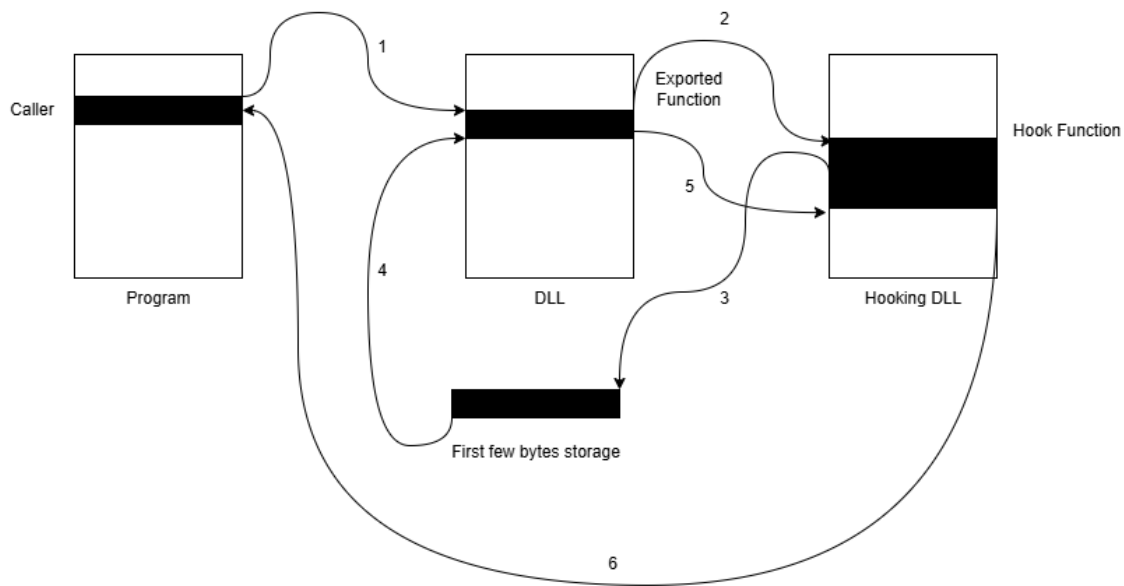 2
1
Exported
Function
Caller
Hook Function
5
4
Program
DLL
3
Hooking DLL
First few bytes storage
6